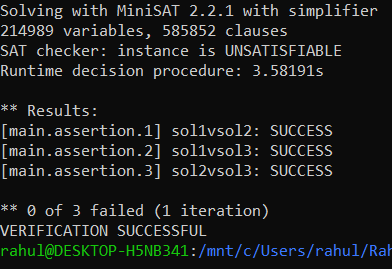 Solving with MiniSAT 2.2.1 with simplifier
214989 variables, 585852 clauses
SAT checker: instance is UNSATISFIABLE
Runtime decision procedure: 3.58191s
** Results:
[main.assertion.1] sol1vsol2: SUCCESS
[main.assertion.2] sol1vsol3: SUCCESS
[main.assertion.3] sol2vsol3: SUCCESS
** 0 of 3 failed (1 iteration)
VERIFICATION SUCCESSFUL
rahul@DESKTOP-H5NB341:/mnt/c/Users/rahul/Rah